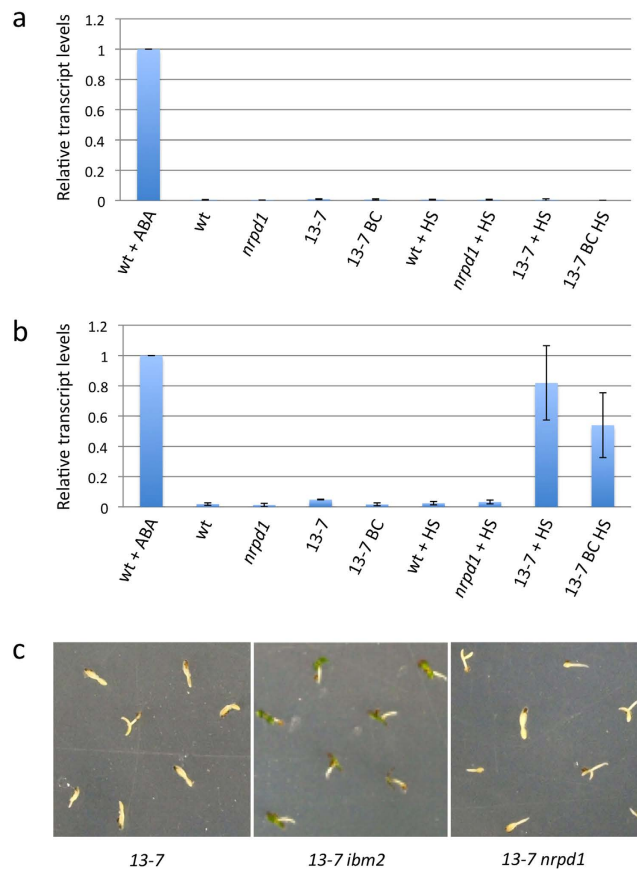 a
Relative transcript levels
1.2
1
0.8
0.6
0.4
0.2
0
wt + ABA
wt
nrpd1
13-7
13-7 BC
wt + HS
nrpd1 + HS
13-7 + HS
13-7 BC HS
b
Relative transcript levels
1.2
1
0.8
0.6
0.4
0.2
0
wt + ABA
wt
nrpd1
13-7
13-7 BC
wt + HS
nrpd1 + HS
13-7 + HS
13-7 BC HS
c
13-7
13-7 ibm2
13-7 nrpd1